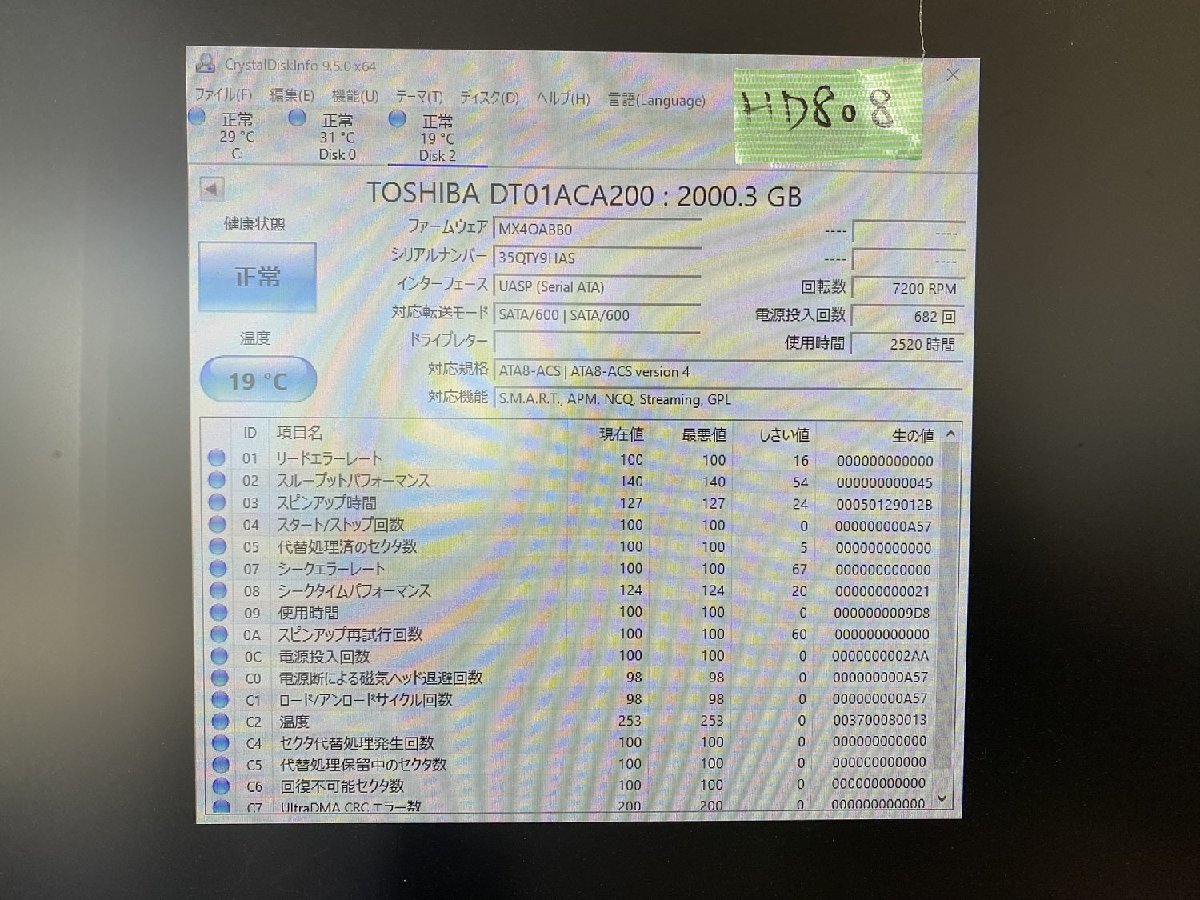 CrystalDiskInfo 9.5.0 x64
HD808
ファイル(F) 編集(E) 機能(U) テーマ(T) ディスク(D) ヘルプ(H) 言語(Language)
正常 正常 正常
29 °C 31 °C 19 °C
C: Disk 0 Disk 2
TOSHIBA DT01ACA200 : 2000.3 GB
健康状態
正常
温度
19 °C
ファームウェア MX4OABB0 ---- ----
シリアルナンバー 35QTY9HAS ---- ----
インターフェース UASP (Serial ATA) 回転数 7200 RPM
対応転送モード SATA/600 | SATA/600 電源投入回数 682 回
ドライブレター 使用時間 2520 時間
対応規格 ATA8-ACS | ATA8-ACS version 4
対応機能 S.M.A.R.T., APM, NCQ, Streaming, GPL
ID 項目名 現在値 最悪値 しきい値 生の値
01 リードエラーレート 100 100 16 000000000000
02 スループットパフォーマンス 140 140 54 000000000045
03 スピンアップ時間 127 127 24 00050129012B
04 スタート/ストップ回数 100 100 0 000000000A57
05 代替処理済のセクタ数 100 100 5 000000000000
07 シークエラーレート 100 100 67 000000000000
08 シークタイムパフォーマンス 124 124 20 000000000021
09 使用時間 100 100 0 0000000009D8
0A スピンアップ再試行回数 100 100 60 000000000000
0C 電源投入回数 100 100 0 0000000002AA
C0 電源断による磁気ヘッド退避回数 98 98 0 000000000A57
C1 ロード/アンロードサイクル回数 98 98 0 000000000A57
C2 温度 253 253 0 003700080013
C4 セクタ代替処理発生回数 100 100 0 000000000000
C5 代替処理保留中のセクタ数 100 100 0 000000000000
C6 回復不可能セクタ数 100 100 0 000000000000
C7 UltraDMA CRC エラー数 200 200 0 000000000000